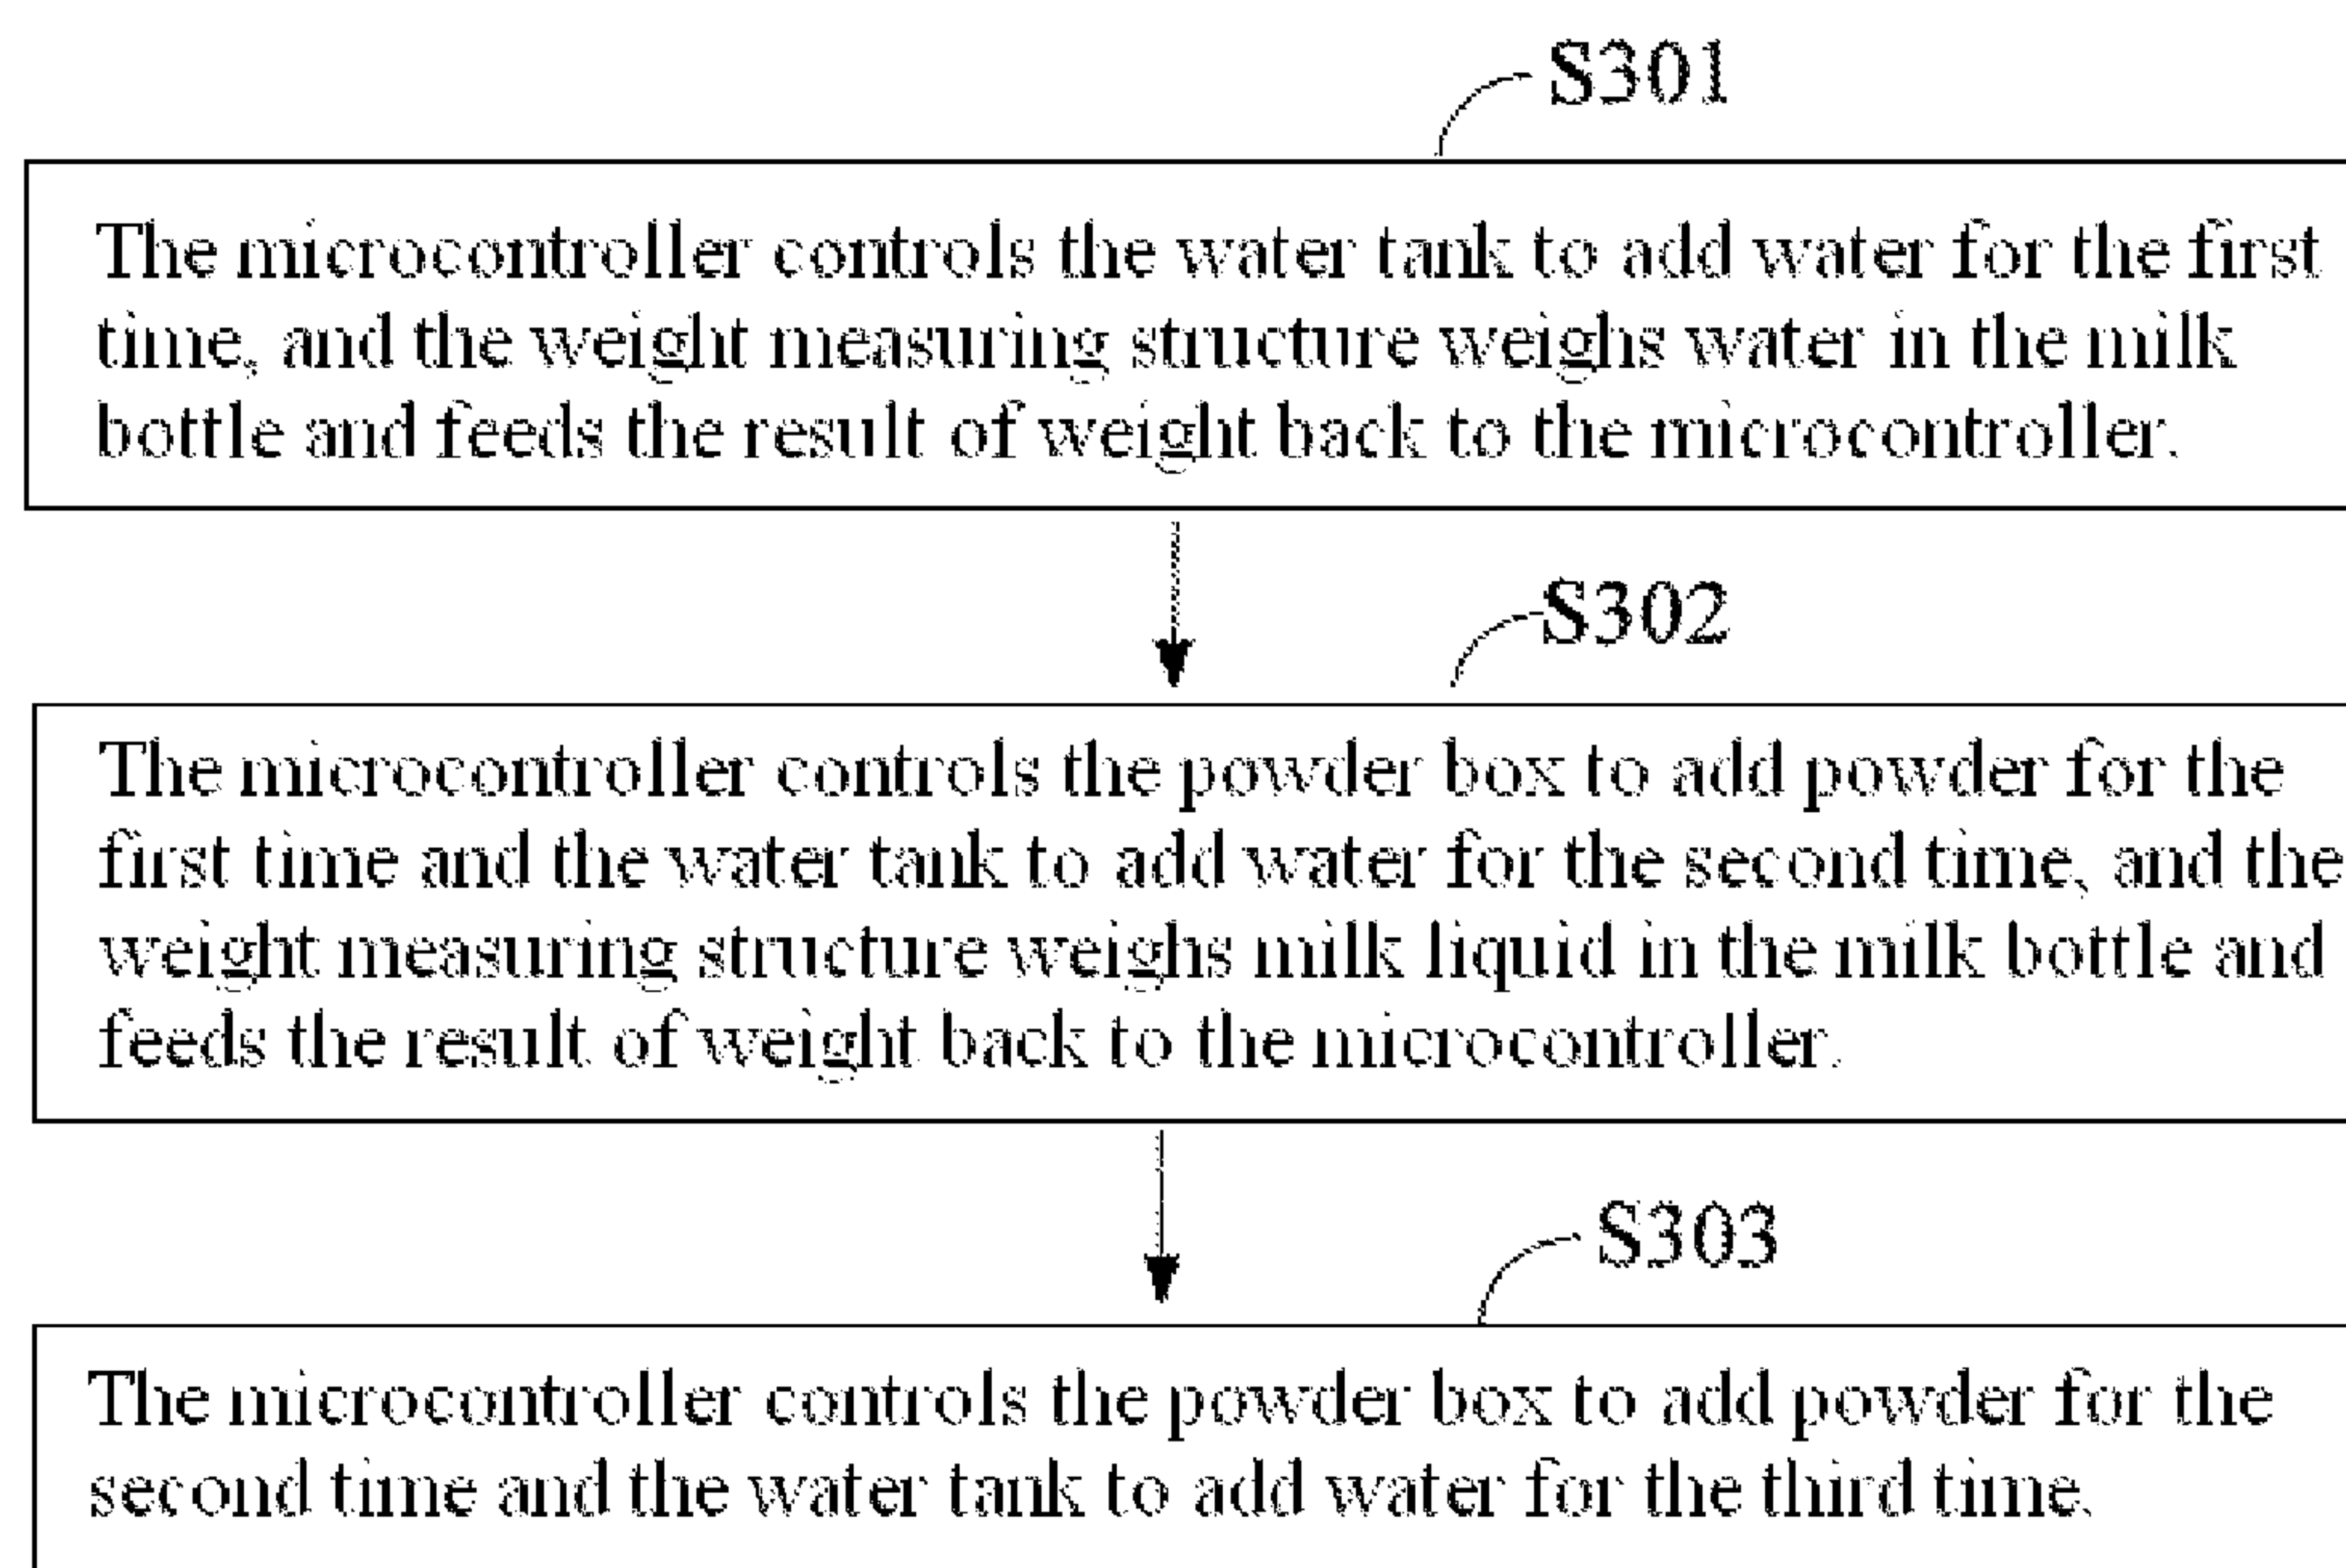 S301
The microcontroller controls the water tank to add water for the first
time, and the weight measuring structure weighs water in the milk
bottle and feeds the result of weight back to the microcontroller.
S302
The microcontroller controls the powder box to add powder for the
first time and the water tank to add water for the second time, and the
weight measuring structure weighs milk liquid in the milk bottle and
feeds the result of weight back to the microcontroller.
S303
The microcontroller controls the powder box to add powder for the
second time and the water tank to add water for the third time.